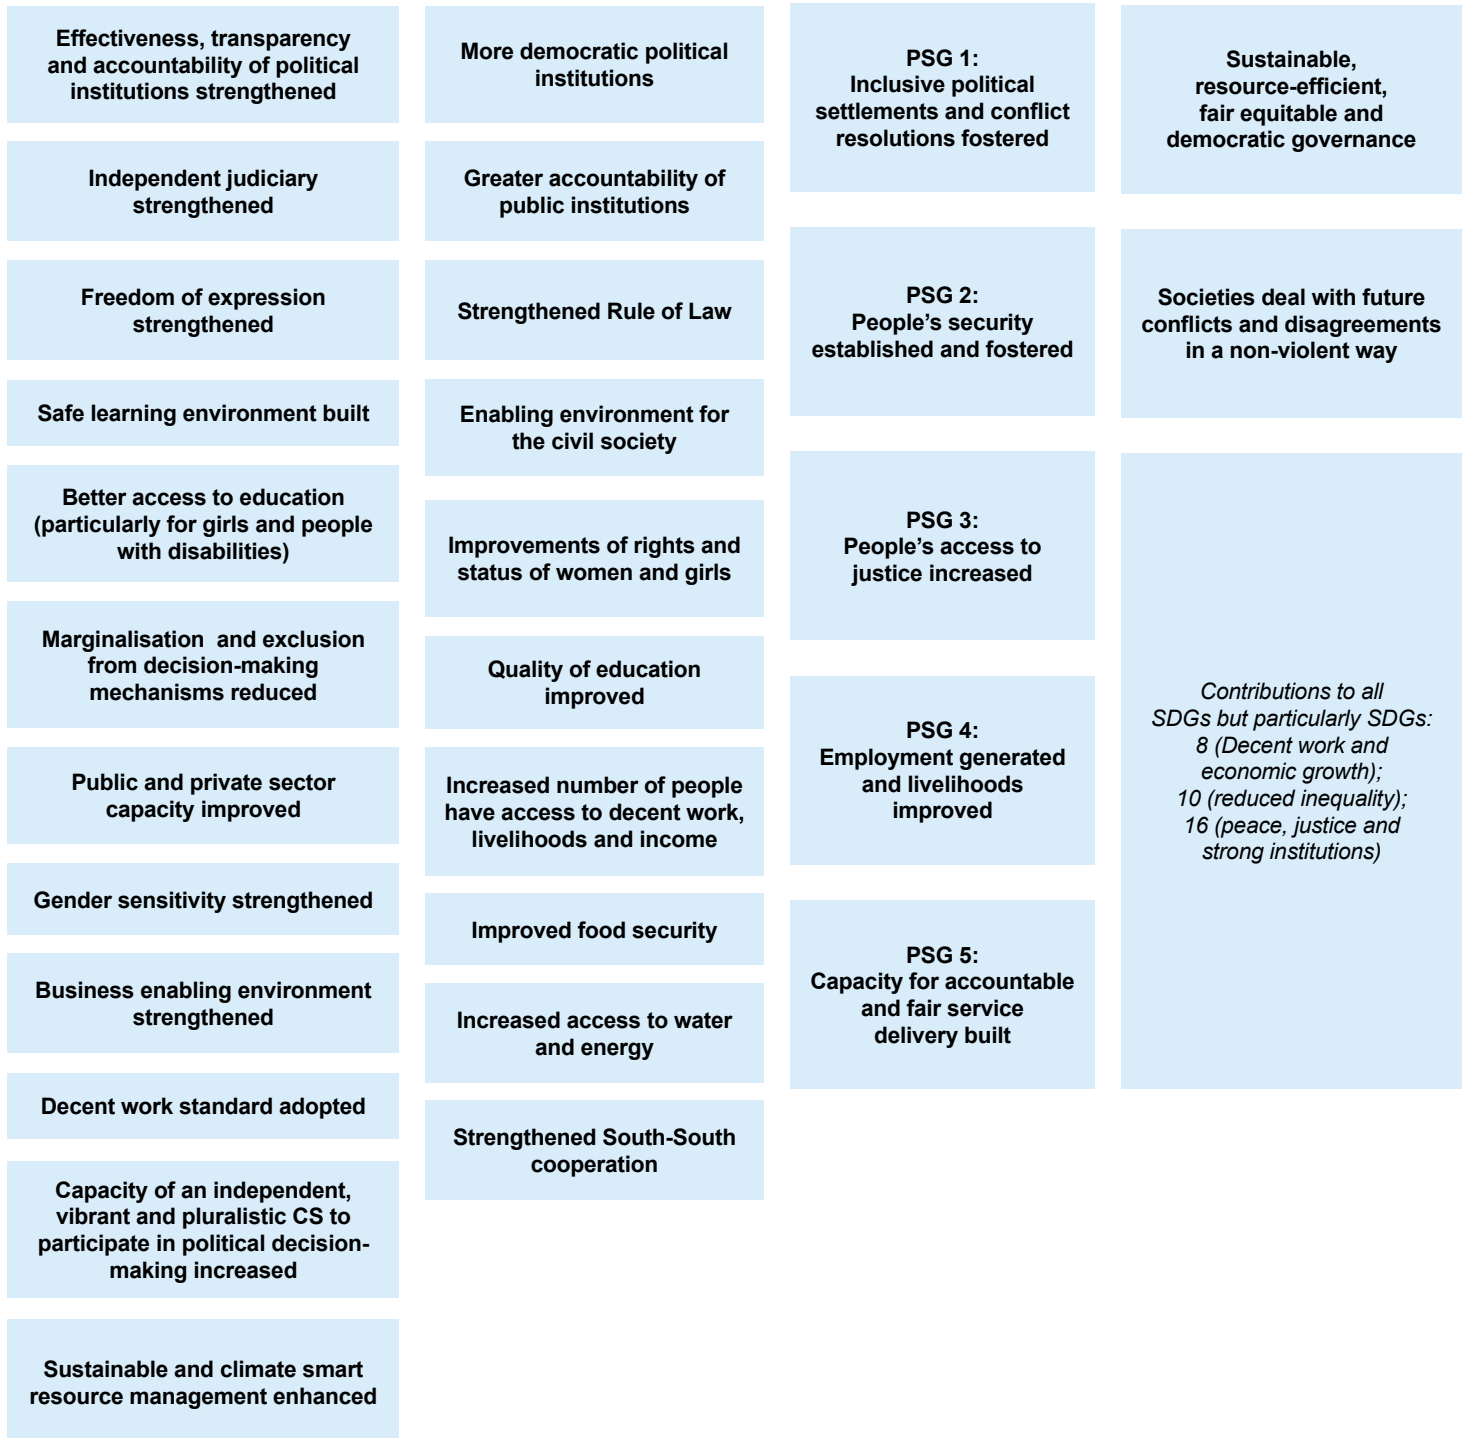 Effectiveness, transparency
and accountability of political
institutions strengthened
Independent judiciary
strengthened
Freedom of expression
strengthened
Safe learning environment built
Better access to education
(particularly for girls and people
with disabilities)
Marginalisation  and exclusion
from decision-making
mechanisms reduced
Public and private sector
capacity improved
Gender sensitivity strengthened
Business enabling environment
strengthened
Decent work standard adopted
Capacity of an independent,
vibrant and pluralistic CS to
participate in political decision-
making increased
Sustainable and climate smart
resource management enhanced
More democratic political
institutions
Greater accountability of
public institutions
Strengthened Rule of Law
Enabling environment for
the civil society
Improvements of rights and
status of women and girls
Quality of education
improved
Increased number of people
have access to decent work,
livelihoods and income
Improved food security
Increased access to water
and energy
Strengthened South-South
cooperation
PSG 1:
Inclusive political
settlements and conflict
resolutions fostered
PSG 2:
People’s security
established and fostered
PSG 3:
People’s access to
justice increased
PSG 4:
Employment generated
and livelihoods
improved
PSG 5:
Capacity for accountable
and fair service
delivery built
Sustainable,
resource-efficient,
fair equitable and
democratic governance
Societies deal with future
conflicts and disagreements
in a non-violent way
Contributions to all
SDGs but particularly SDGs:
8 (Decent work and
economic growth);
10 (reduced inequality);
16 (peace, justice and
strong institutions)